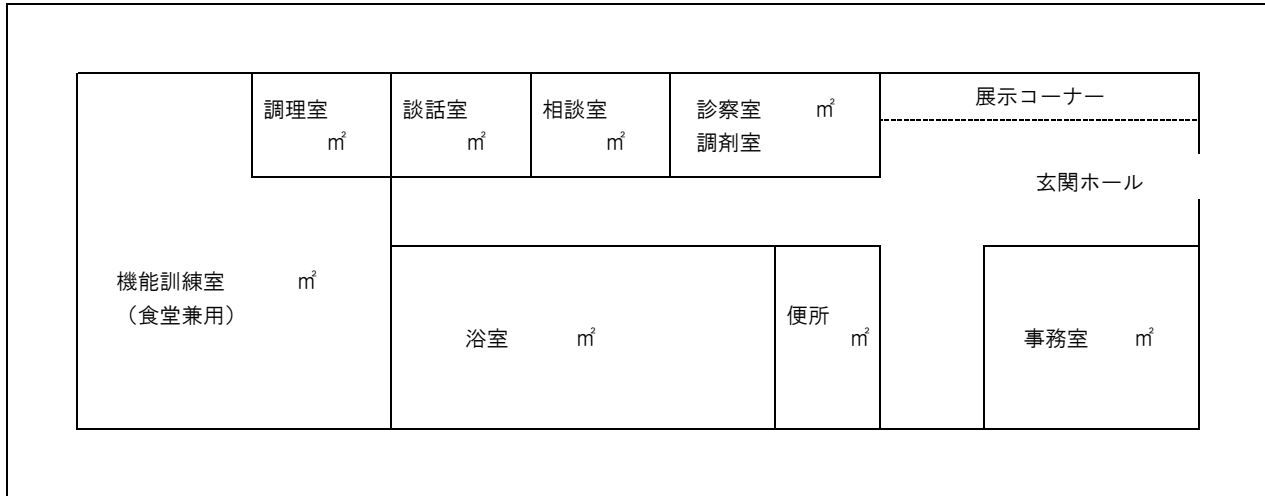 調理室
㎡
談話室
㎡
相談室
㎡
診察室 ㎡
調剤室
展示コーナー
玄関ホール
機能訓練室 ㎡
（食堂兼用）
浴室 ㎡
便所
㎡
事務室 ㎡